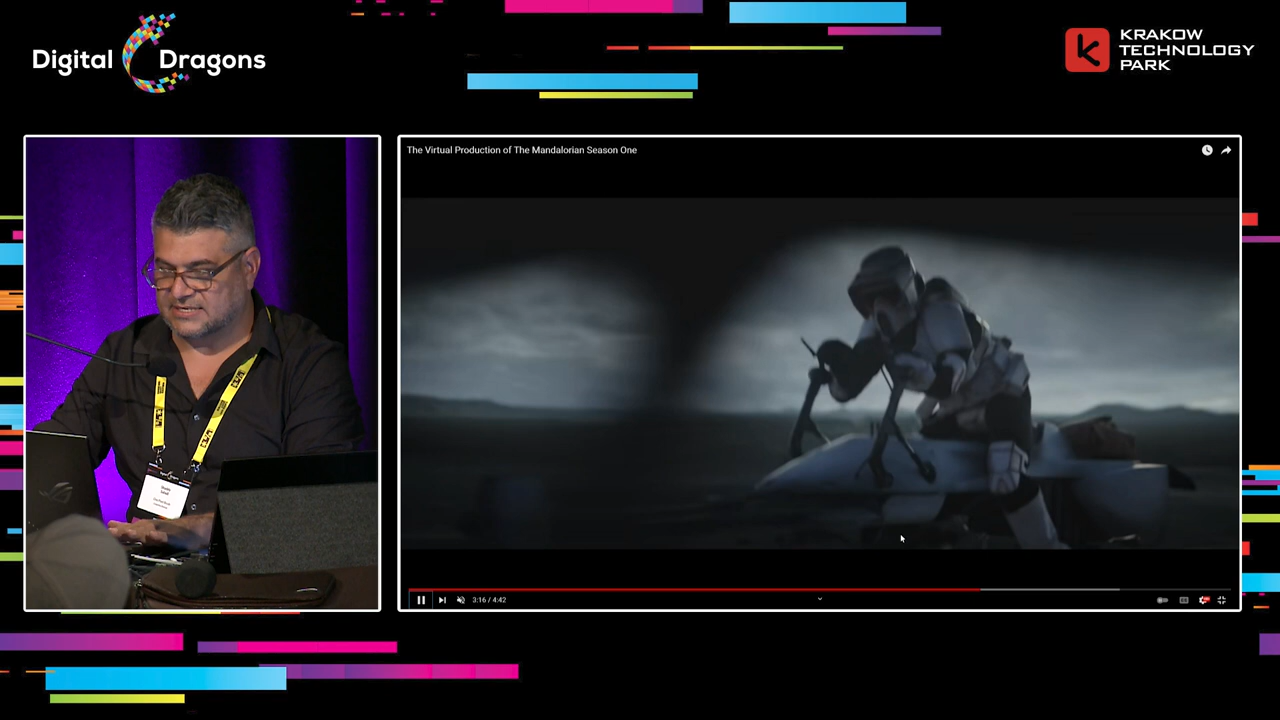 Digital Dragons
KRAKOW
TECHNOLOGY
PARK
The Virtual Production of The Mandalorian Season One
3:16 / 4:42